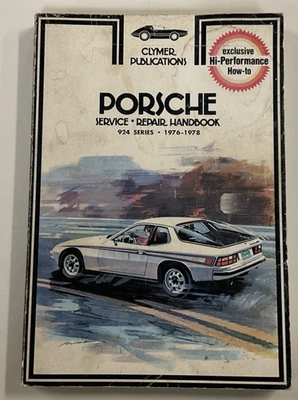 CLYMER
PUBLICATIONS
exclusive
Hi-Performance
How-to
PORSCHE
SERVICE • REPAIR HANDBOOK
924 SERIES • 1976-1978